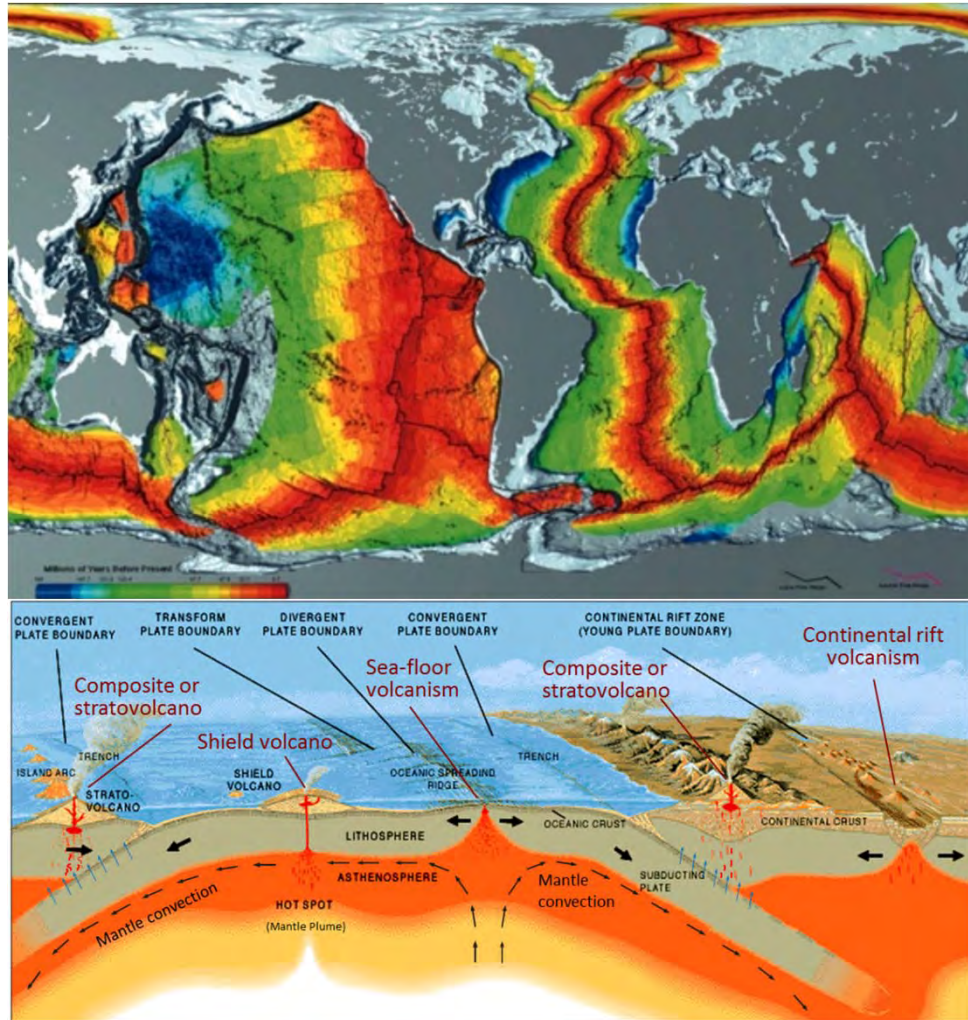 Millions of Years Before Present
CONVERGENT
PLATE BOUNDARY
TRANSFORM
PLATE BOUNDARY
DIVERGENT
PLATE BOUNDARY
CONVERGENT
PLATE BOUNDARY
CONTINENTAL RIFT ZONE
(YOUNG PLATE BOUNDARY)
Continental rift
volcanism
Composite or
stratovolcano
Sea-floor
volcanism
Composite or
stratovolcano
Shield volcano
TRENCH
ISLAND ARC
STRATO-
VOLCANO
SHIELD
VOLCANO
OCEANIC SPREADIND
RIDGE
TRENCH
LITHOSPHERE
OCEANIC CRUST
CONTINENTAL CRUST
ASTHENOSPHERE
SUBDUCTING
PLATE
Mantle convection
HOT SPOT
(Mantle Plume)
Mantle
convection